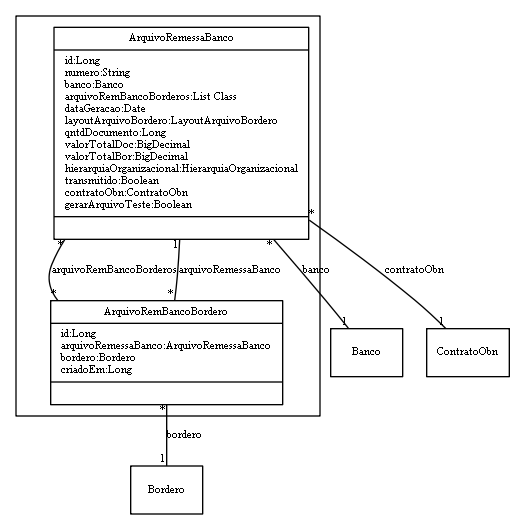 ArquivoRemessaBanco
id:Long
numero:String
banco:Banco
arquivoRemBancoBorderos:List Class
dataGeracao:Date
layoutArquivoBordero:LayoutArquivoBordero
qntdDocumento:Long
valorTotalDoc:BigDecimal
valorTotalBor:BigDecimal
hierarquiaOrganizacional:HierarquiaOrganizacional
transmitido:Boolean
contratoObn:ContratoObn
gerarArquivoTeste:Boolean
*
* 1 *
arquivoRemBancoBorderos arquivoRemessaBanco banco contratoObn
* * 1 1
ArquivoRemBancoBordero
id:Long
arquivoRemessaBanco:ArquivoRemessaBanco
bordero:Bordero
criadoEm:Long
Banco
ContratoObn
*
bordero
1
Bordero